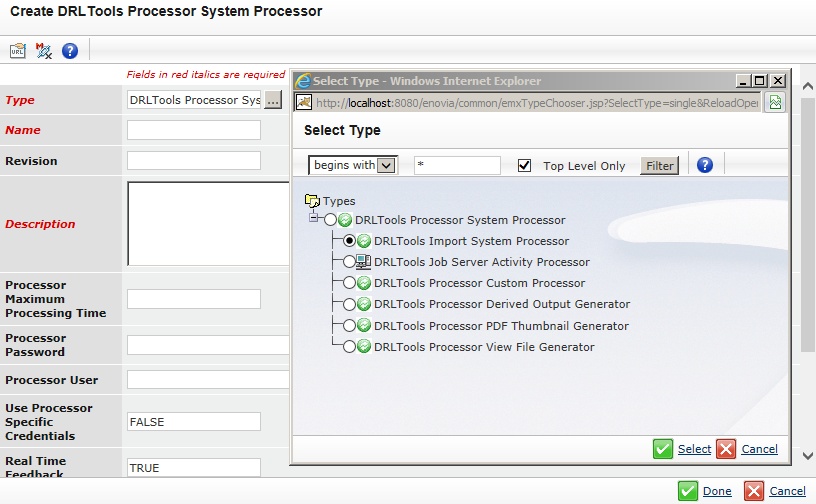 Create DRLTools Processor System Processor
URL
Fields in red italics are required
Type
DRLTools Processor Sys
...
Name
Revision
Description
Processor
Maximum
Processing Time
Processor
Password
Processor User
Use Processor
Specific
Credentials
FALSE
Real Time
Feedback
TRUE
Select Type - Windows Internet Explorer
http://localhost:8080/enovia/common/emxTypeChooser.jsp?SelectType=single&ReloadOpe
Select Type
begins with
*
Top Level Only
Filter
Types
DRLTools Processor System Processor
DRLTools Import System Processor
DRLTools Job Server Activity Processor
DRLTools Processor Custom Processor
DRLTools Processor Derived Output Generator
DRLTools Processor PDF Thumbnail Generator
DRLTools Processor View File Generator
Select
Cancel
Done
Cancel